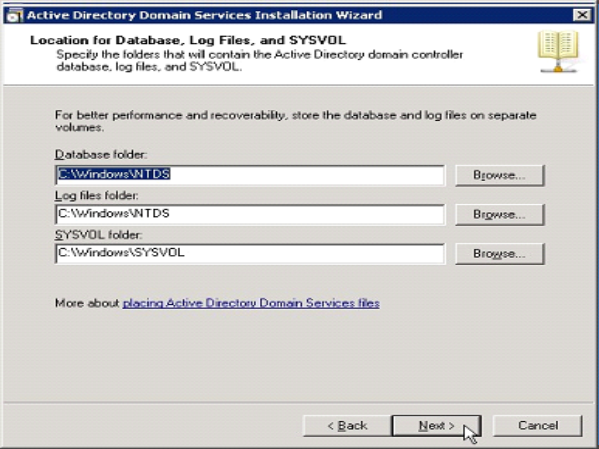 Active Directory Domain Services Installation Wizard
Location for Database, Log Files, and SYSVOL
Specify the folders that will contain the Active Directory domain controller
database, log files, and SYSVOL.
For better performance and recoverability, store the database and log files on separate
volumes.
Database folder:
C:\Windows\NTDS
Browse...
Log files folder:
C:\Windows\NTDS
Browse...
SYSVOL folder:
C:\Windows\SYSVOL
Browse...
More about placing Active Directory Domain Services files
< Back
Next >
Cancel